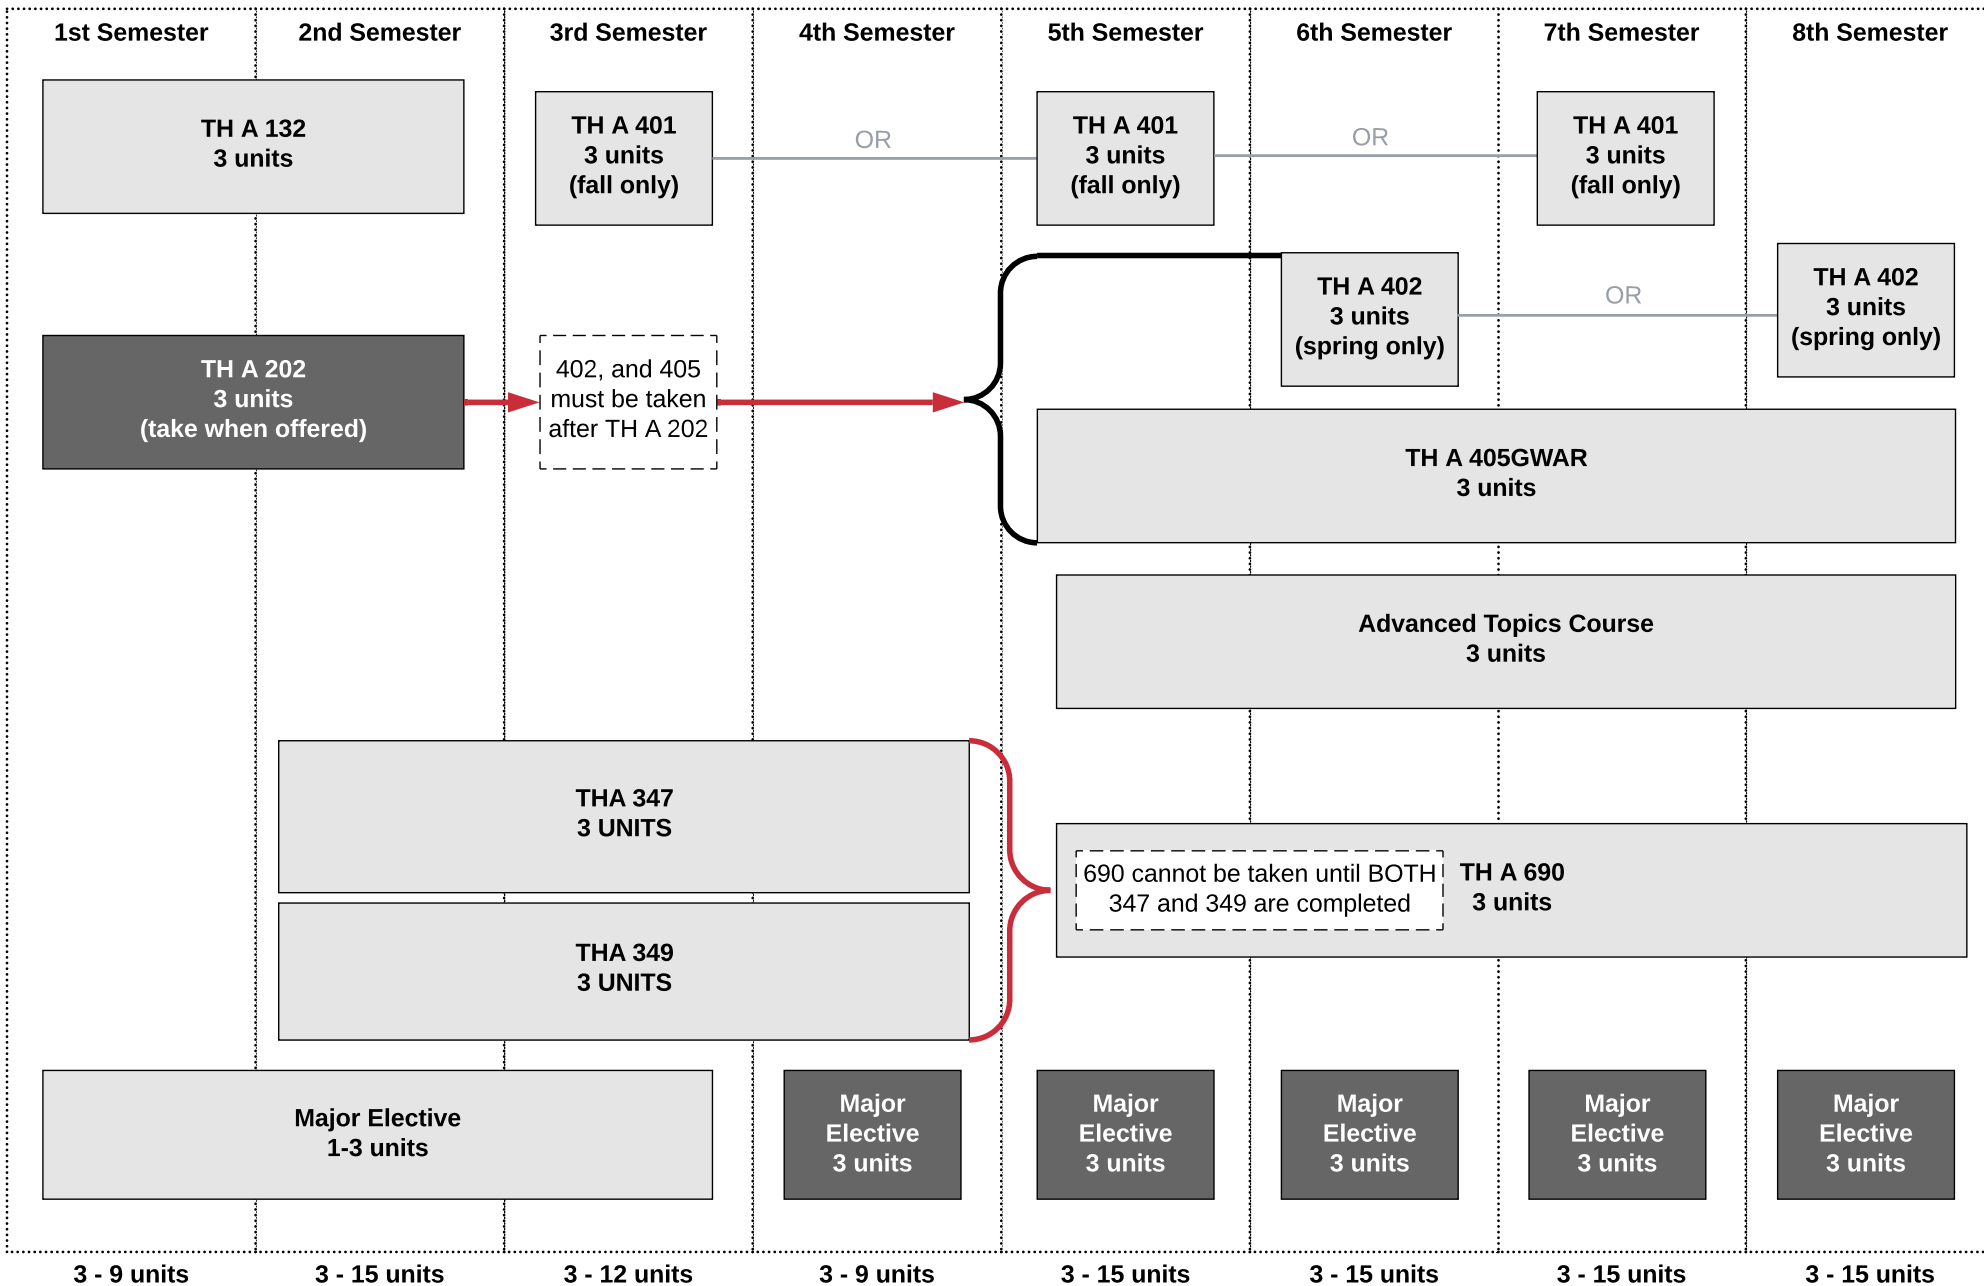 1st Semester
2nd Semester
3rd Semester
4th Semester
5th Semester
6th Semester
7th Semester
8th Semester
TH A 132
3 units
TH A 401
3 units
(fall only)
OR
TH A 401
3 units
(fall only)
OR
TH A 401
3 units
(fall only)
TH A 402
3 units
(spring only)
OR
TH A 402
3 units
(spring only)
TH A 202
3 units
(take when offered)
402, and 405
must be taken
after TH A 202
TH A 405GWAR
3 units
Advanced Topics Course
3 units
THA 347
3 UNITS
THA 349
3 UNITS
690 cannot be taken until BOTH
347 and 349 are completed
TH A 690
3 units
Major Elective
1-3 units
Major
Elective
3 units
Major
Elective
3 units
Major
Elective
3 units
Major
Elective
3 units
Major
Elective
3 units
3 - 9 units
3 - 15 units
3 - 12 units
3 - 9 units
3 - 15 units
3 - 15 units
3 - 15 units
3 - 15 units